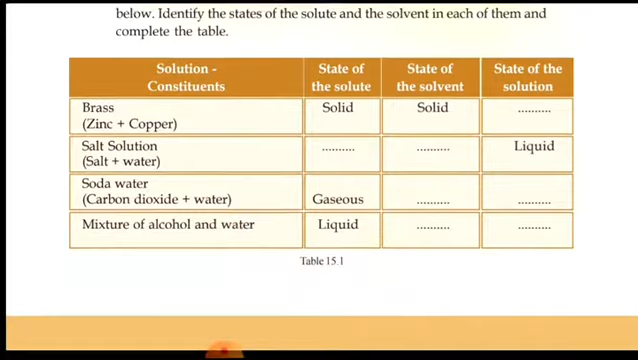 below. Identify the states of the solute and the solvent in each of them and
complete the table.
Solution - State of State of State of the
Constituents the solute the solvent solution
Brass Solid Solid ..........
(Zinc + Copper)
Salt Solution .......... .......... Liquid
(Salt + water)
Soda water
(Carbon dioxide + water) Gaseous .......... ..........
Mixture of alcohol and water Liquid .......... ..........
Table 15.1